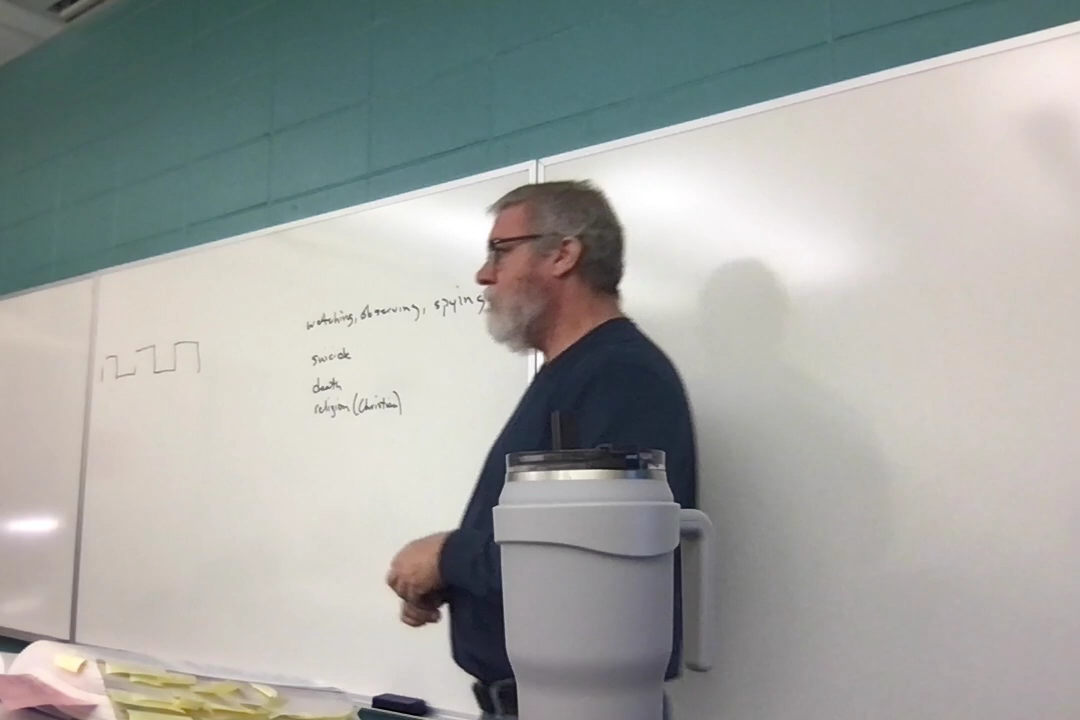 watching, observing, spying
suicide
death
religion (Christian)